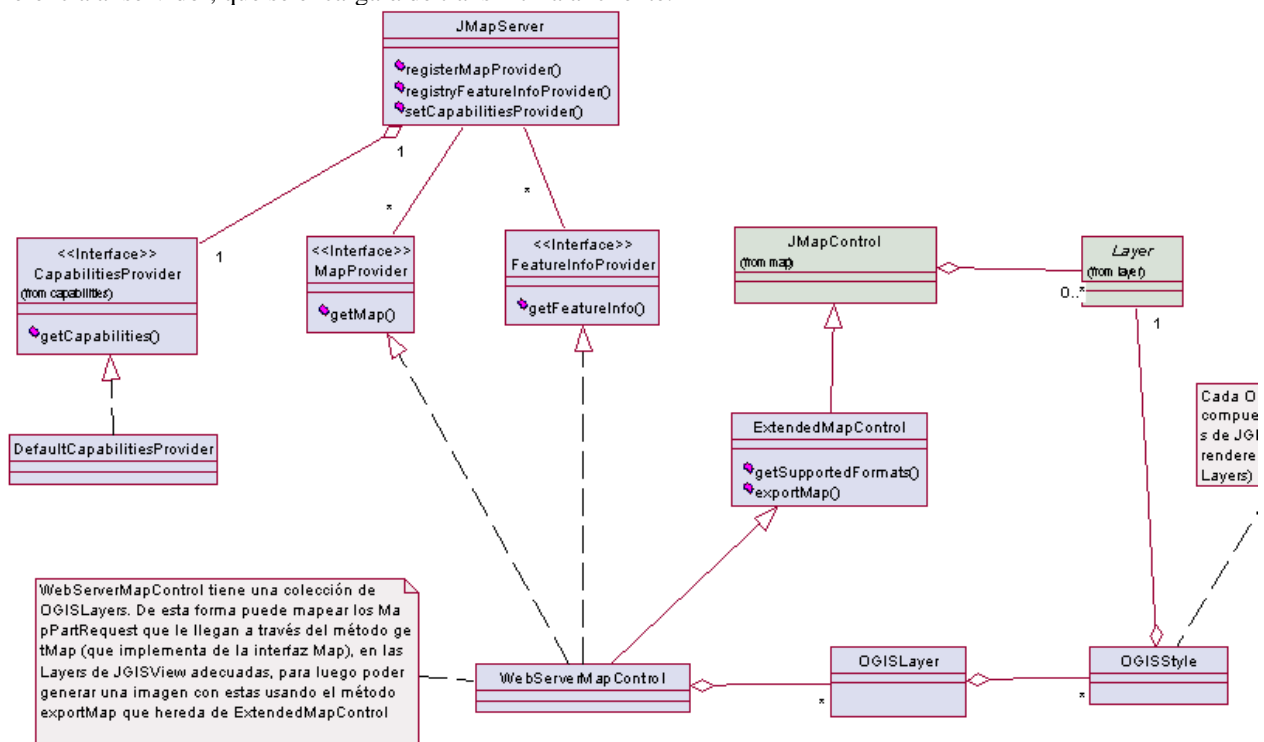 JMapServer
registerMapProvider()
registryFeatureInfoProvider()
setCapabilitiesProvider()
1
*
*
1
<<Interface>>
CapabilitiesProvider
(from capabilities)
getCapabilities()
<<Interface>>
MapProvider
getMap()
<<Interface>>
FeatureInfoProvider
getFeatureInfo()
JMapControl
(from map)
Layer
(from layer)
0..*
1
DefaultCapabilitiesProvider
ExtendedMapControl
getSupportedFormats()
exportMap()
Cada O
compue
s de JGI
rendere
Layers)
WebServerMapControl tiene una colección de
OGISLayers. De esta forma puede mapear los Ma
pPartRequest que le llegan a través del método ge
tMap (que implementa de la interfaz Map), en las
Layers de JGISView adecuadas, para luego poder
generar una imagen con estas usando el método
exportMap que hereda de ExtendedMapControl
WebServerMapControl
*
OGISLayer
*
OGISStyle